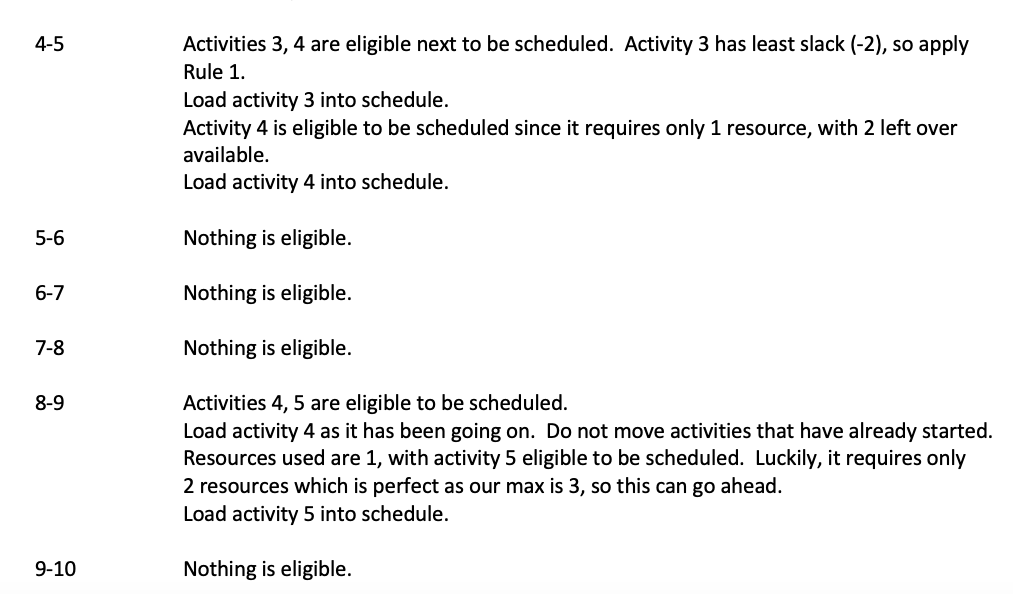 4-5 Activities 3, 4 are eligible next to be scheduled. Activity 3 has least slack (-2), so apply
Rule 1.
Load activity 3 into schedule.
Activity 4 is eligible to be scheduled since it requires only 1 resource, with 2 left over
available.
Load activity 4 into schedule.
5-6 Nothing is eligible.
6-7 Nothing is eligible.
7-8 Nothing is eligible.
8-9 Activities 4, 5 are eligible to be scheduled.
Load activity 4 as it has been going on. Do not move activities that have already started.
Resources used are 1, with activity 5 eligible to be scheduled. Luckily, it requires only
2 resources which is perfect as our max is 3, so this can go ahead.
Load activity 5 into schedule.
9-10 Nothing is eligible.